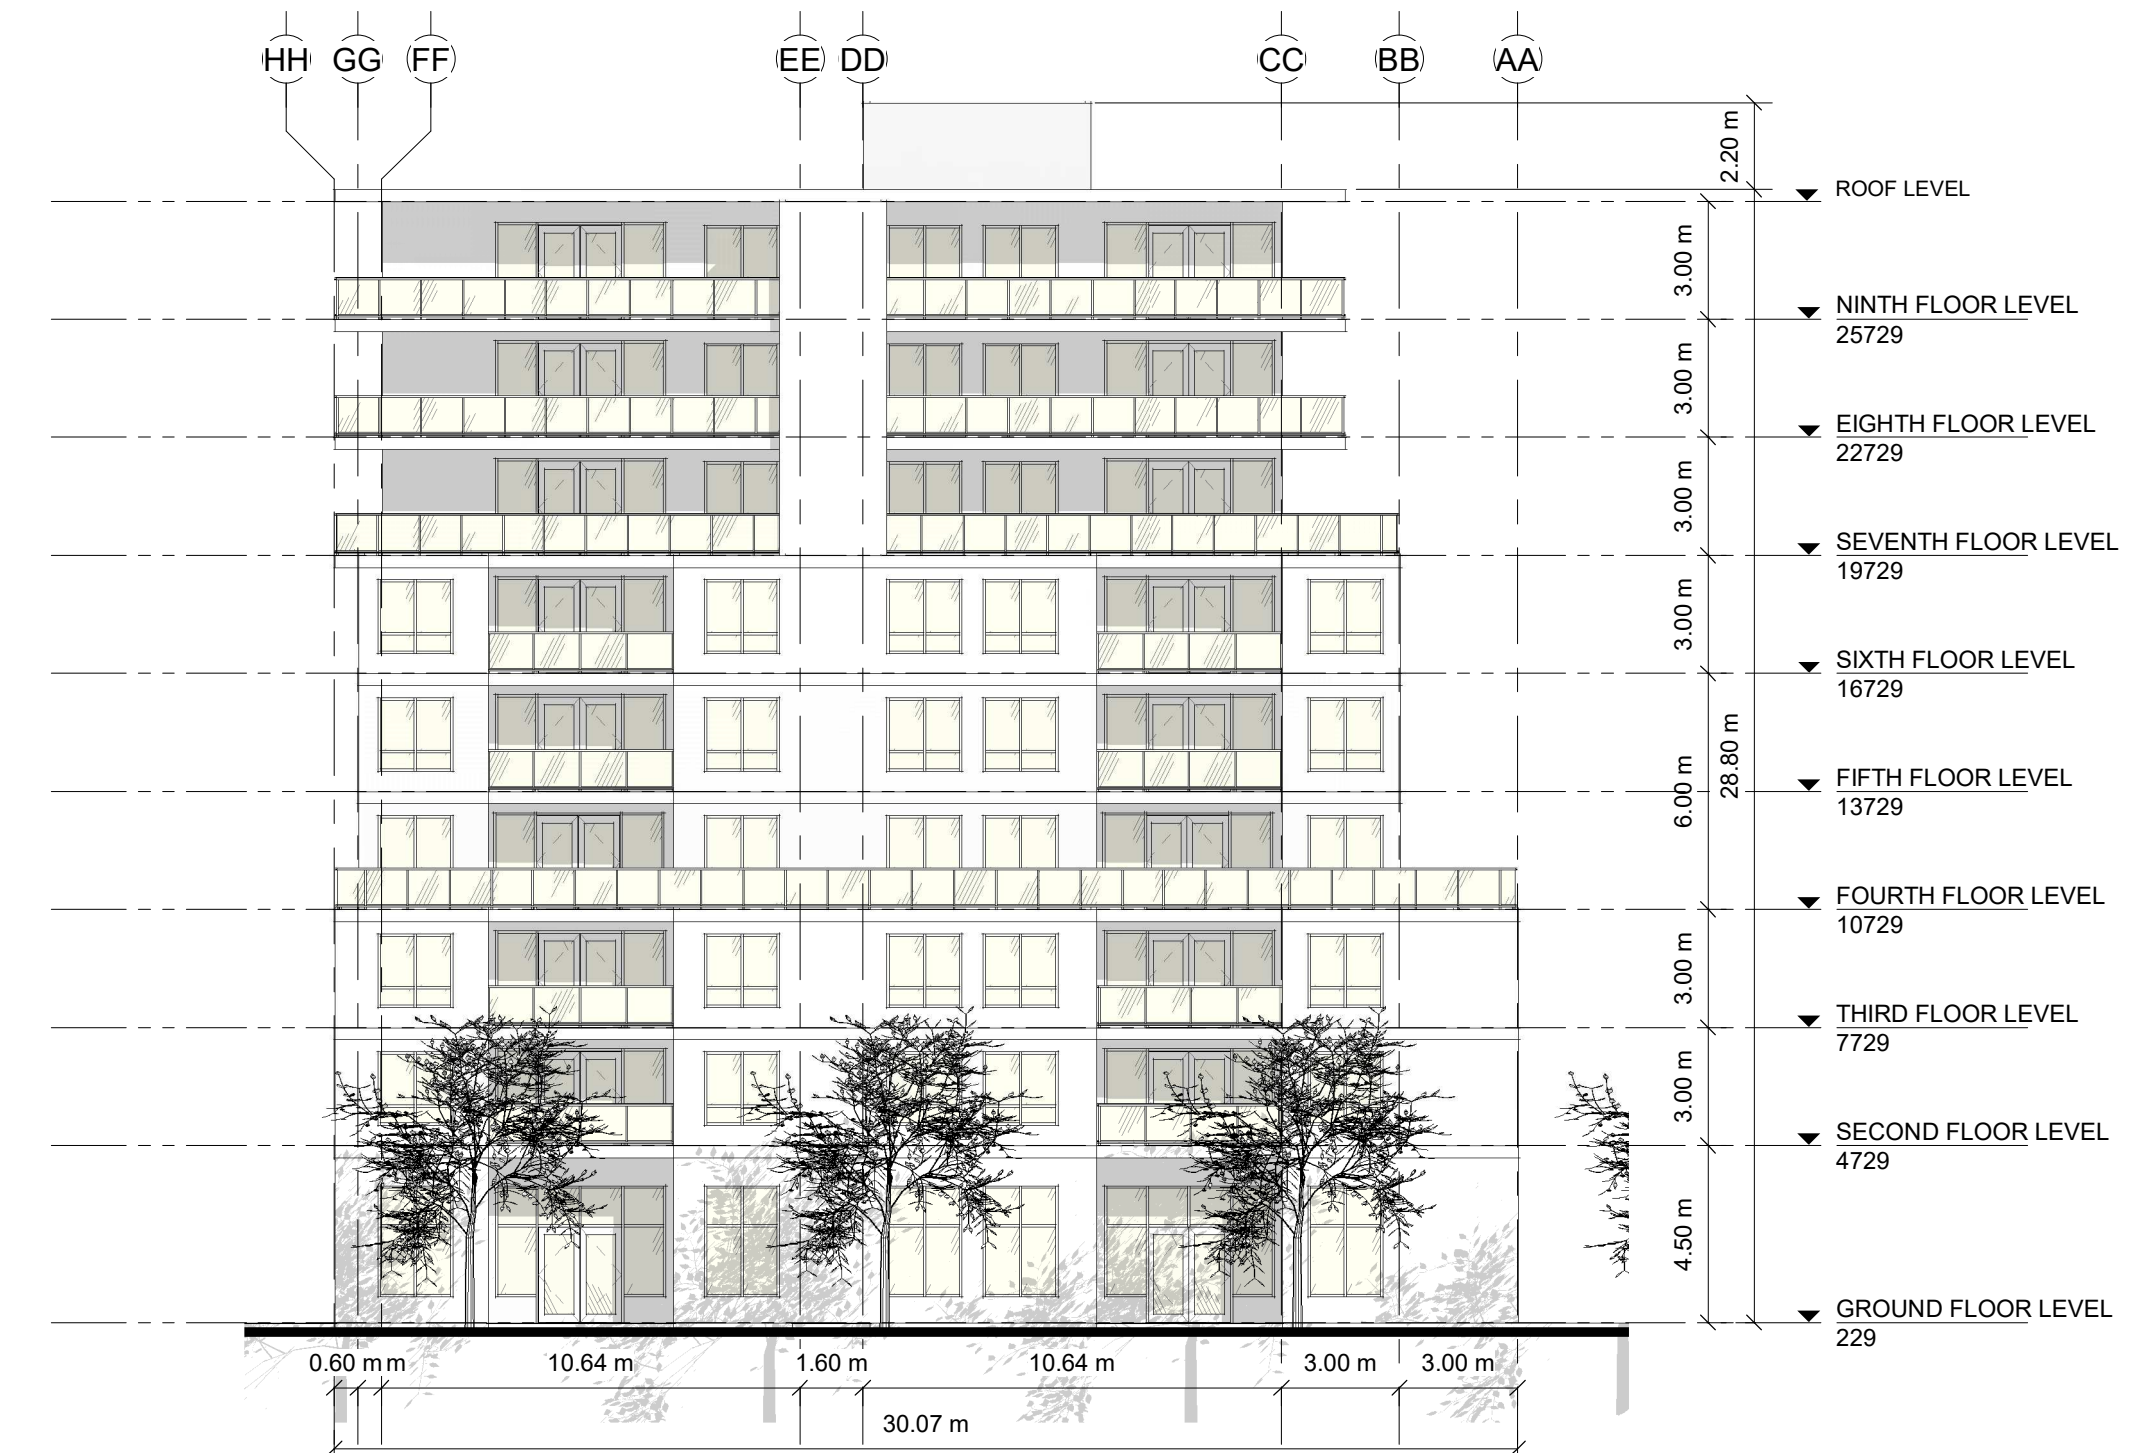 HH GG FF EE DD CC BB AA
2.20 m
ROOF LEVEL
3.00 m
NINTH FLOOR LEVEL
25729
3.00 m
EIGHTH FLOOR LEVEL
22729
3.00 m
SEVENTH FLOOR LEVEL
19729
3.00 m
SIXTH FLOOR LEVEL
16729
6.00 m
28.80 m
FIFTH FLOOR LEVEL
13729
FOURTH FLOOR LEVEL
10729
3.00 m
THIRD FLOOR LEVEL
7729
3.00 m
SECOND FLOOR LEVEL
4729
4.50 m
GROUND FLOOR LEVEL
229
0.60 m m 10.64 m 1.60 m 10.64 m 3.00 m 3.00 m
30.07 m